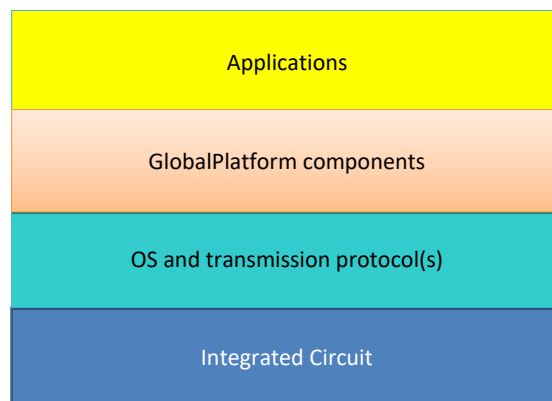 Applications
GlobalPlatform components
OS and transmission protocol(s)
Integrated Circuit